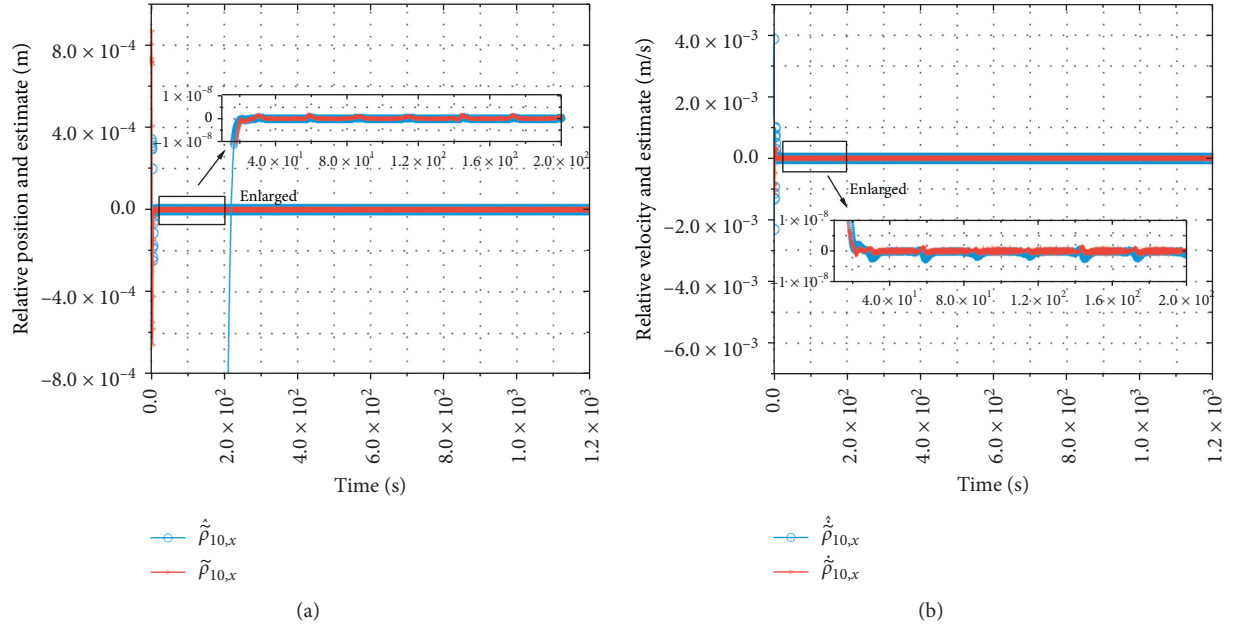 Relative position and estimate (m)
8.0 × 10⁻⁴
4.0 × 10⁻⁴
0.0
−4.0 × 10⁻⁴
−8.0 × 10⁻⁴
1 × 10⁻⁸
0
−1 × 10⁻⁸
4.0 × 10¹ 8.0 × 10¹ 1.2 × 10² 1.6 × 10² 2.0 × 10²
Enlarged
0.0 2.0 × 10² 4.0 × 10² 6.0 × 10² 8.0 × 10² 1.0 × 10³ 1.2 × 10³
Time (s)
ρ̃̂₁₀,ₓ
ρ̃₁₀,ₓ
(a)
Relative velocity and estimate (m/s)
4.0 × 10⁻³
2.0 × 10⁻³
0.0
−2.0 × 10⁻³
−4.0 × 10⁻³
−6.0 × 10⁻³
Enlarged
1 × 10⁻⁸
0
−1 × 10⁻⁸
4.0 × 10¹ 8.0 × 10¹ 1.2 × 10² 1.6 × 10² 2.0 × 10²
0.0 2.0 × 10² 4.0 × 10² 6.0 × 10² 8.0 × 10² 1.0 × 10³ 1.2 × 10³
Time (s)
ρ̃̇̂₁₀,ₓ
ρ̃̇₁₀,ₓ
(b)